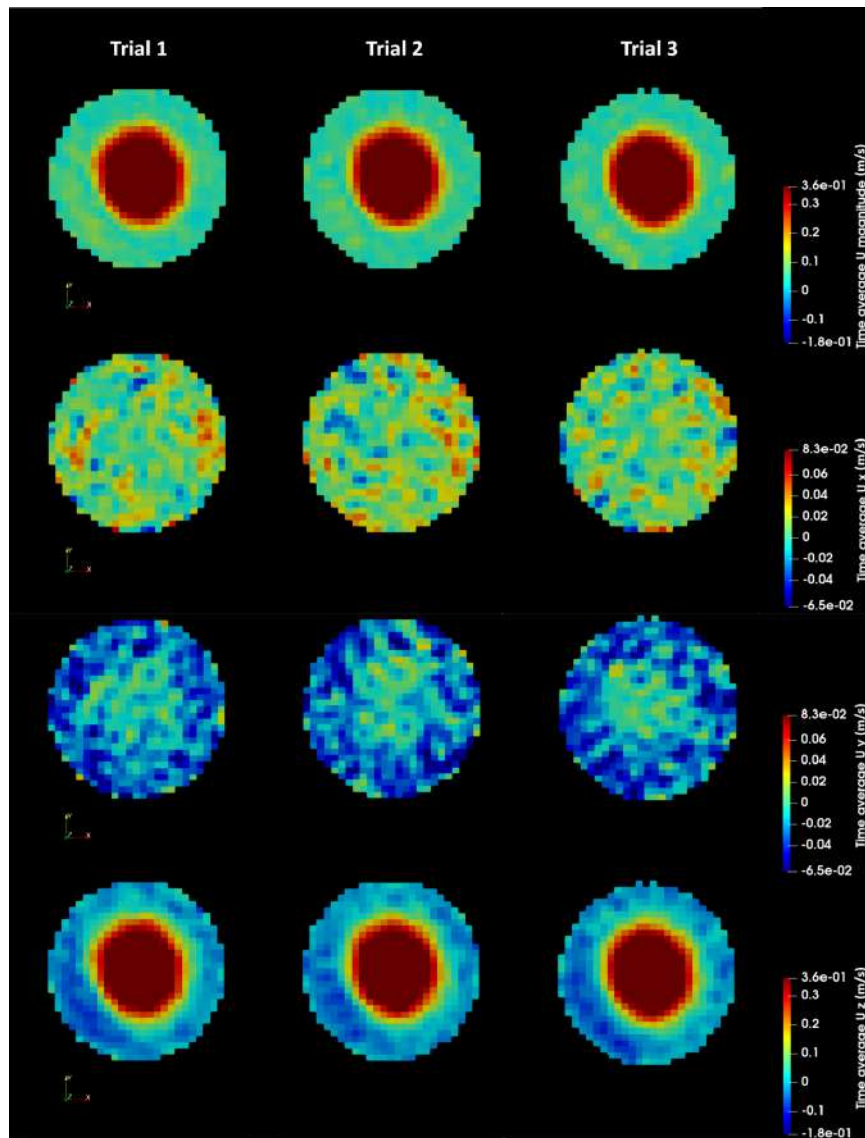 Trial 1
Trial 2
Trial 3
3.6e-01
0.3
0.2
0.1
0
-0.1
-1.8e-01
Time average U magnitude (m/s)
8.3e-02
0.06
0.04
0.02
0
-0.02
-0.04
-6.5e-02
Time average U x (m/s)
8.3e-02
0.06
0.04
0.02
0
-0.02
-0.04
-6.5e-02
Time average U y (m/s)
3.6e-01
0.3
0.2
0.1
0
-0.1
-1.8e-01
Time average U z (m/s)